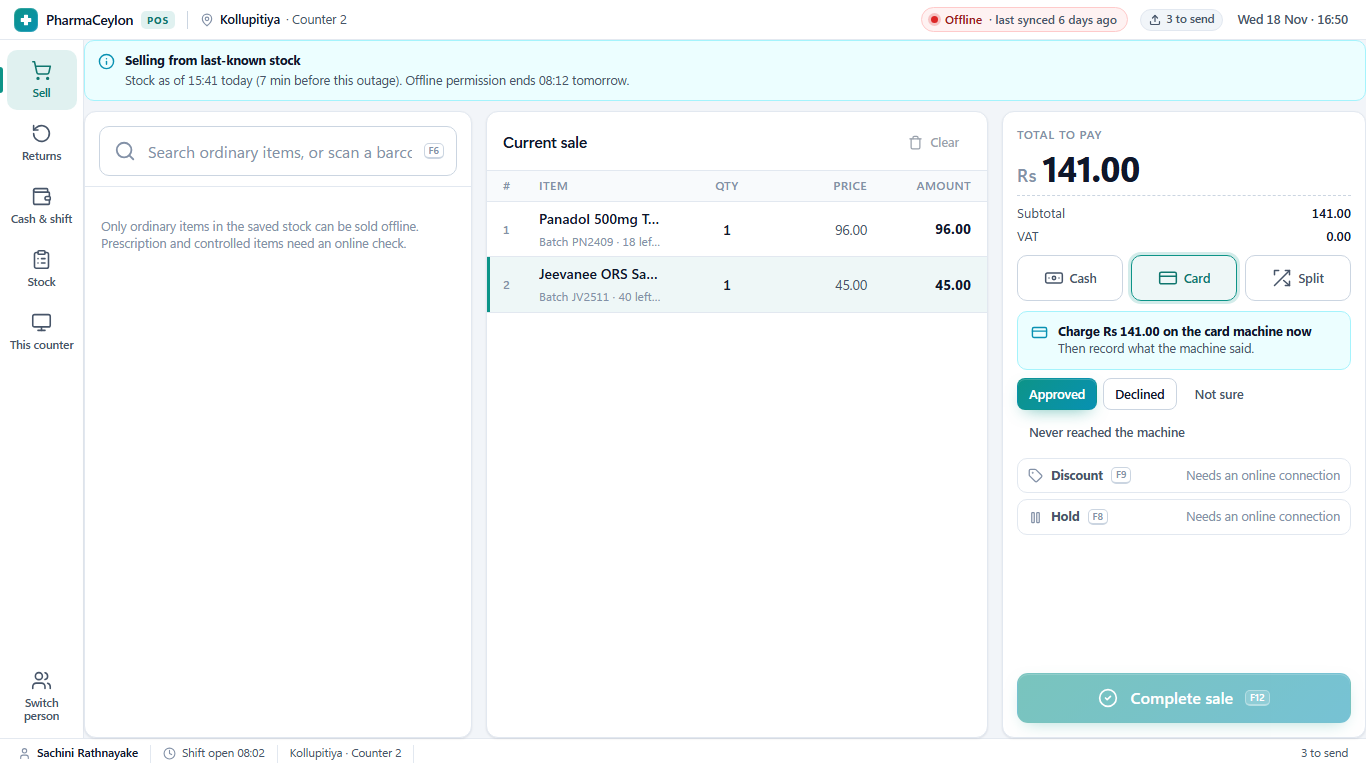 PharmaCeylon POS
Kollupitiya · Counter 2
Offline · last synced 6 days ago
3 to send
Wed 18 Nov · 16:50
Sell
Returns
Cash & shift
Stock
This counter
Switch person
Selling from last-known stock
Stock as of 15:41 today (7 min before this outage). Offline permission ends 08:12 tomorrow.
Search ordinary items, or scan a barcc F6
Only ordinary items in the saved stock can be sold offline.
Prescription and controlled items need an online check.
Current sale
Clear
# ITEM QTY PRICE AMOUNT
1 Panadol 500mg T... 1 96.00 96.00
Batch PN2409 · 18 lef...
2 Jeevanee ORS Sa... 1 45.00 45.00
Batch JV2511 · 40 left...
TOTAL TO PAY
Rs 141.00
Subtotal 141.00
VAT 0.00
Cash Card Split
Charge Rs 141.00 on the card machine now
Then record what the machine said.
Approved Declined Not sure
Never reached the machine
Discount F9 Needs an online connection
Hold F8 Needs an online connection
Complete sale F12
Sachini Rathnayake
Shift open 08:02
Kollupitiya · Counter 2
3 to send